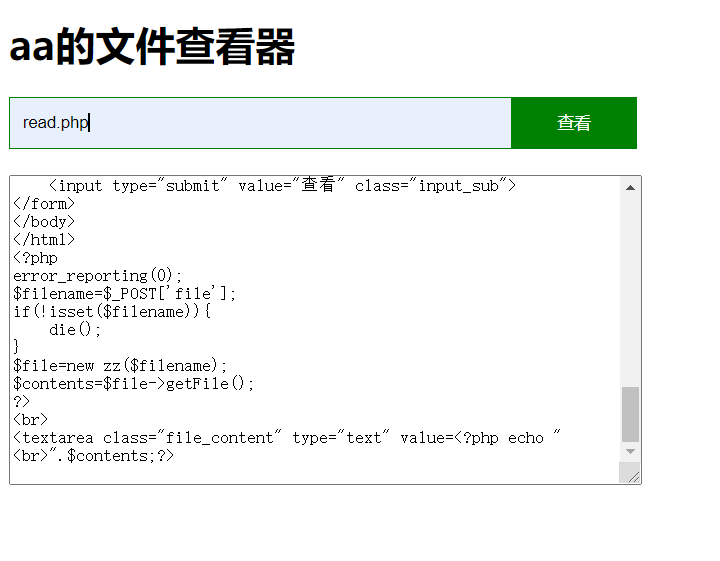 aa的文件查看器
read.php
查看
    <input type="submit" value="查看" class="input_sub">
</form>
</body>
</html>
<?php
error_reporting(0);
$filename=$_POST['file'];
if(!isset($filename)){
    die();
}
$file=new zz($filename);
$contents=$file->getFile();
?>
<br>
<textarea class="file_content" type="text" value=<?php echo "
<br>".$contents;?>